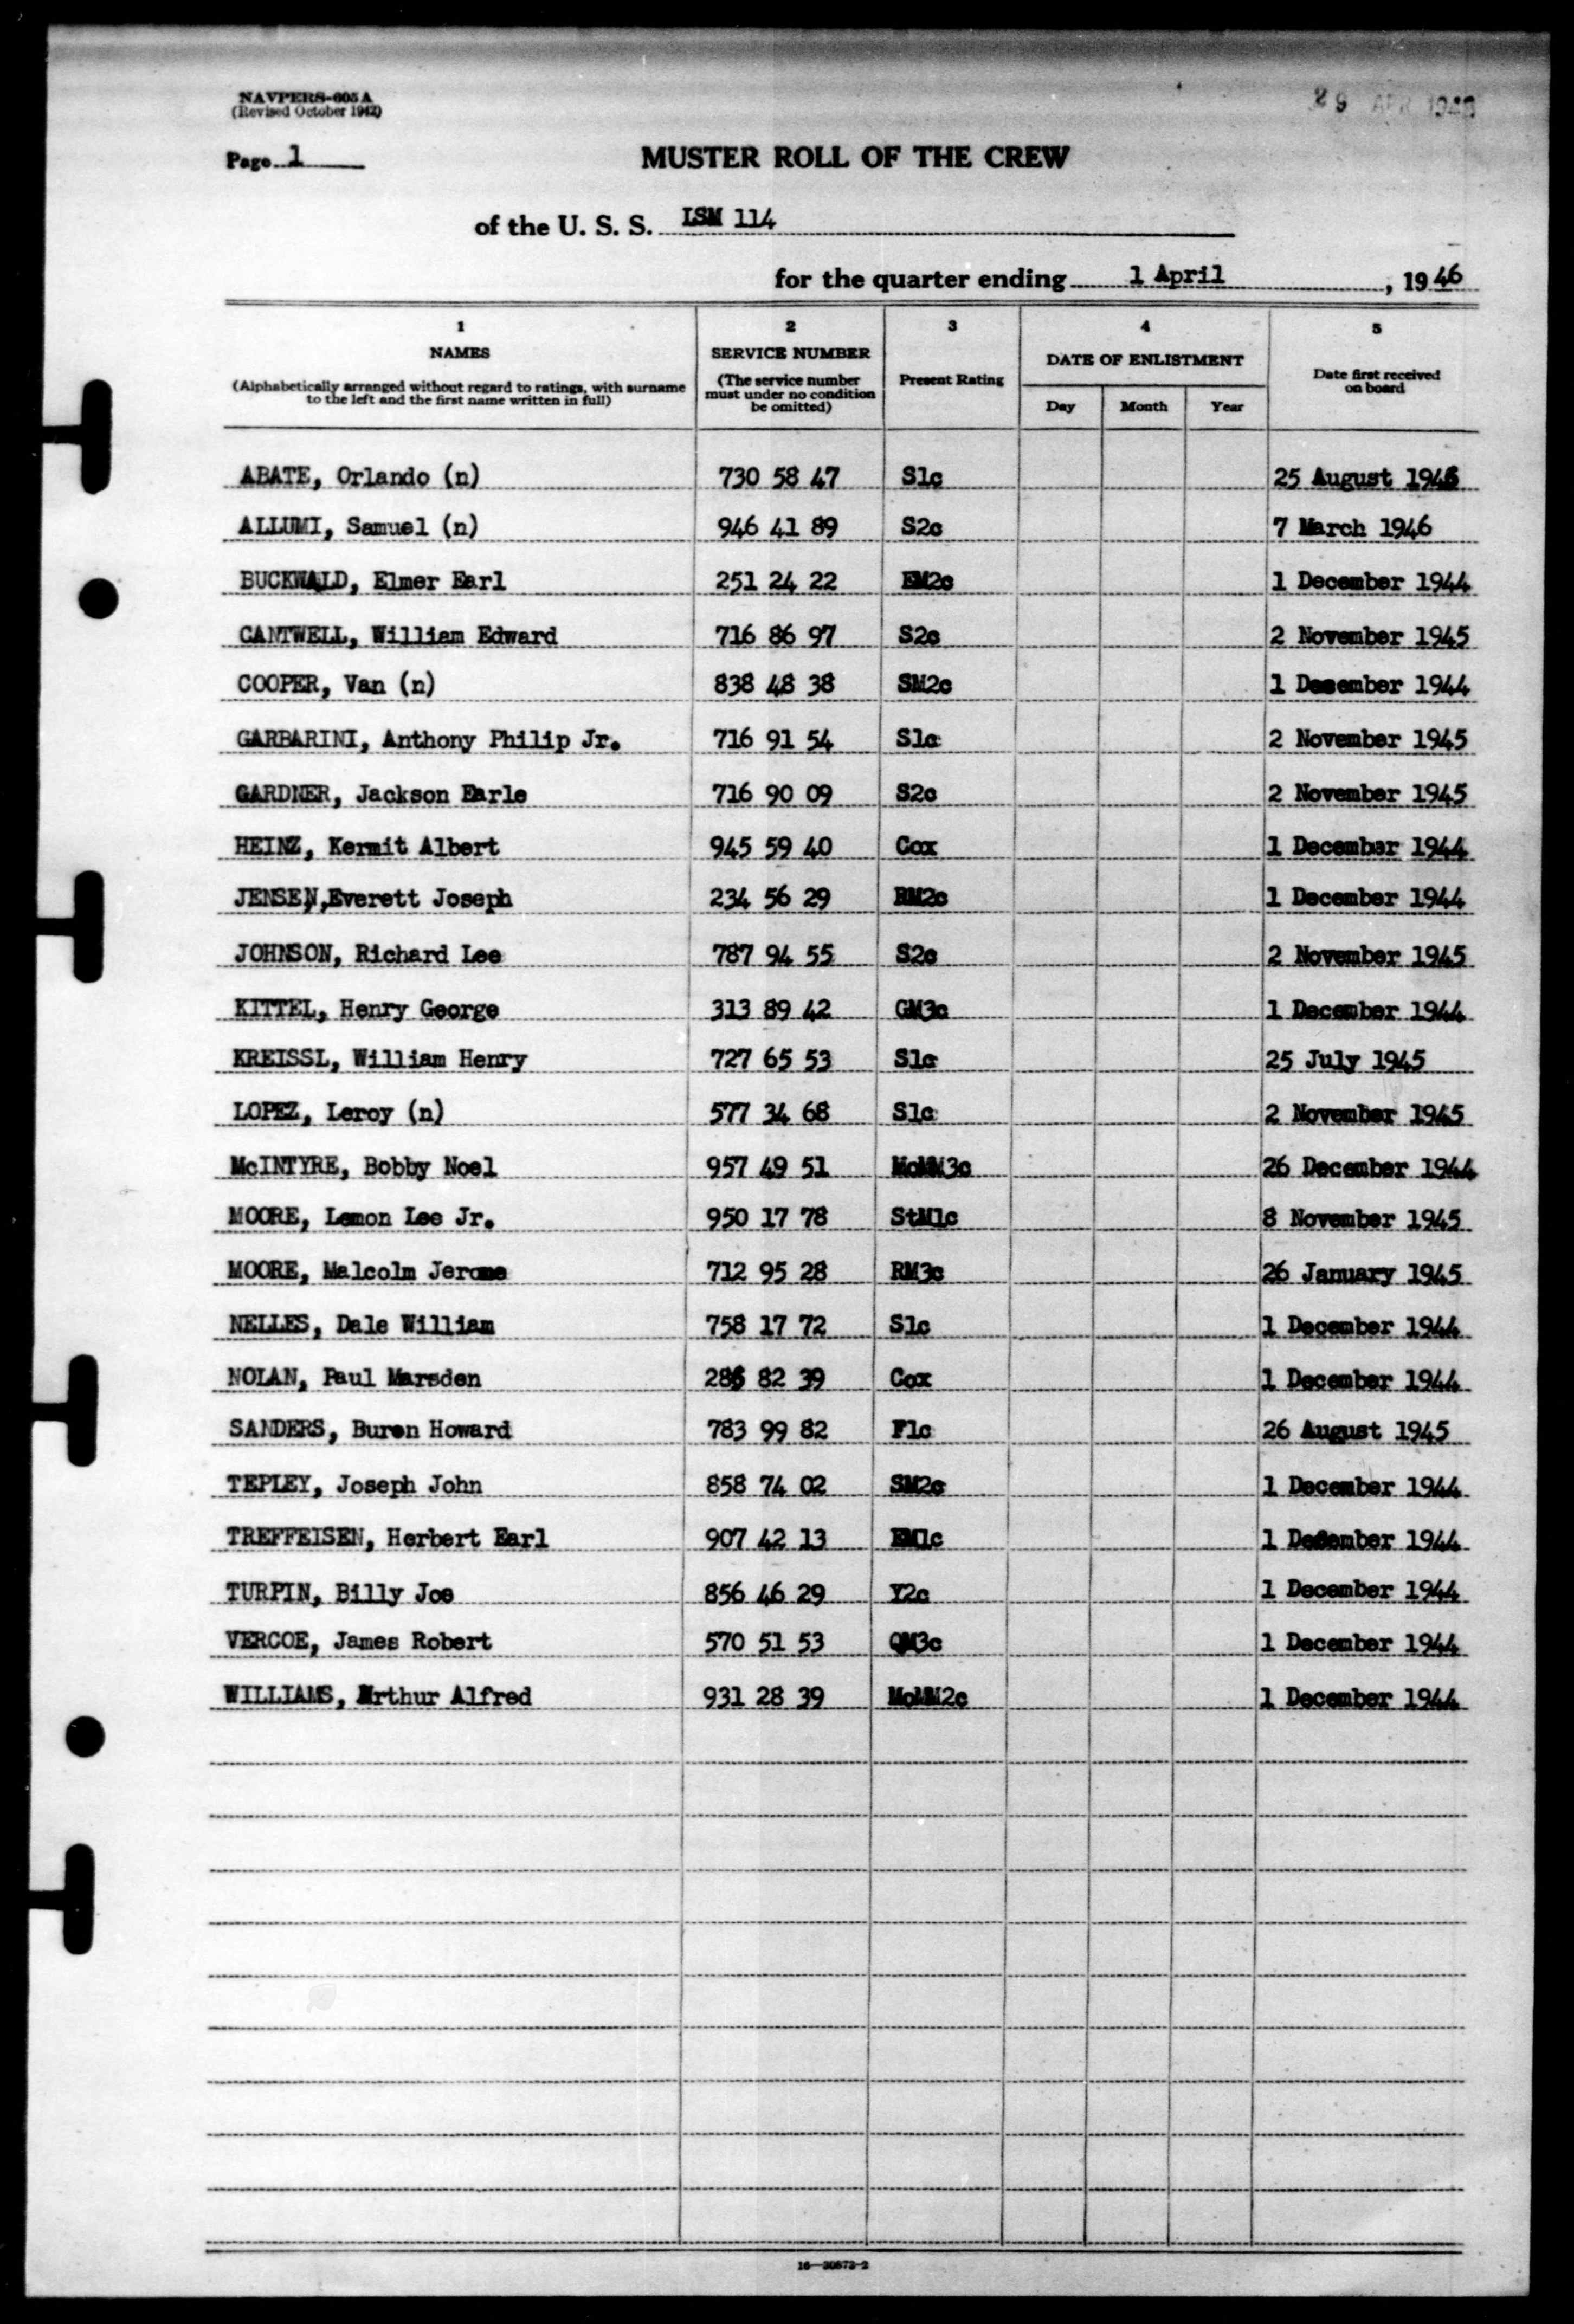 NAVPERS-605A
(Revised October 1942)
29 APR 1946
Page 1
MUSTER ROLL OF THE CREW
of the U. S. S. LSM 114
for the quarter ending 1 April, 19 46
1 2 3 4 5
NAMES SERVICE NUMBER Present Rating DATE OF ENLISTMENT Date first received on board
(Alphabetically arranged without regard to ratings, with surname to the left and the first name written in full) (The service number must under no condition be omitted) Day Month Year
ABATE, Orlando (n) 730 58 47 S1c 25 August 1945
ALLUMI, Samuel (n) 946 41 89 S2c 7 March 1946
BUCKWALD, Elmer Earl 251 24 22 EM2c 1 December 1944
CANTWELL, William Edward 716 86 97 S2c 2 November 1945
COOPER, Van (n) 838 48 38 SM2c 1 December 1944
GARBARINI, Anthony Philip Jr. 716 91 54 S1c 2 November 1945
GARDNER, Jackson Earle 716 90 09 S2c 2 November 1945
HEINZ, Kermit Albert 945 59 40 Cox 1 December 1944
JENSEN, Everett Joseph 234 56 29 RM2c 1 December 1944
JOHNSON, Richard Lee 787 94 55 S2c 2 November 1945
KITTEL, Henry George 313 89 42 GM3c 1 December 1944
KREISSL, William Henry 727 65 53 S1c 25 July 1945
LOPEZ, Leroy (n) 577 34 68 S1c 2 November 1945
McINTYRE, Bobby Noel 957 49 51 MoMM3c 26 December 1944
MOORE, Lemon Lee Jr. 950 17 78 StM1c 8 November 1945
MOORE, Malcolm Jerome 712 95 28 RM3c 26 January 1945
NELLES, Dale William 758 17 72 S1c 1 December 1944
NOLAN, Paul Marsden 82 39 Cox 1 December 1944
SANDERS, Buren Howard 783 99 82 F1c 26 August 1945
TEPLEY, Joseph John 858 74 02 SM2c 1 December 1944
TREFFEISEN, Herbert Earl 907 42 13 EM1c 1 December 1944
TURPIN, Billy Joe 856 46 29 Y2c 1 December 1944
VERCOE, James Robert 570 51 53 QM3c 1 December 1944
WILLIAMS, Arthur Alfred 931 28 39 MoMM2c 1 December 1944
16—30873-2